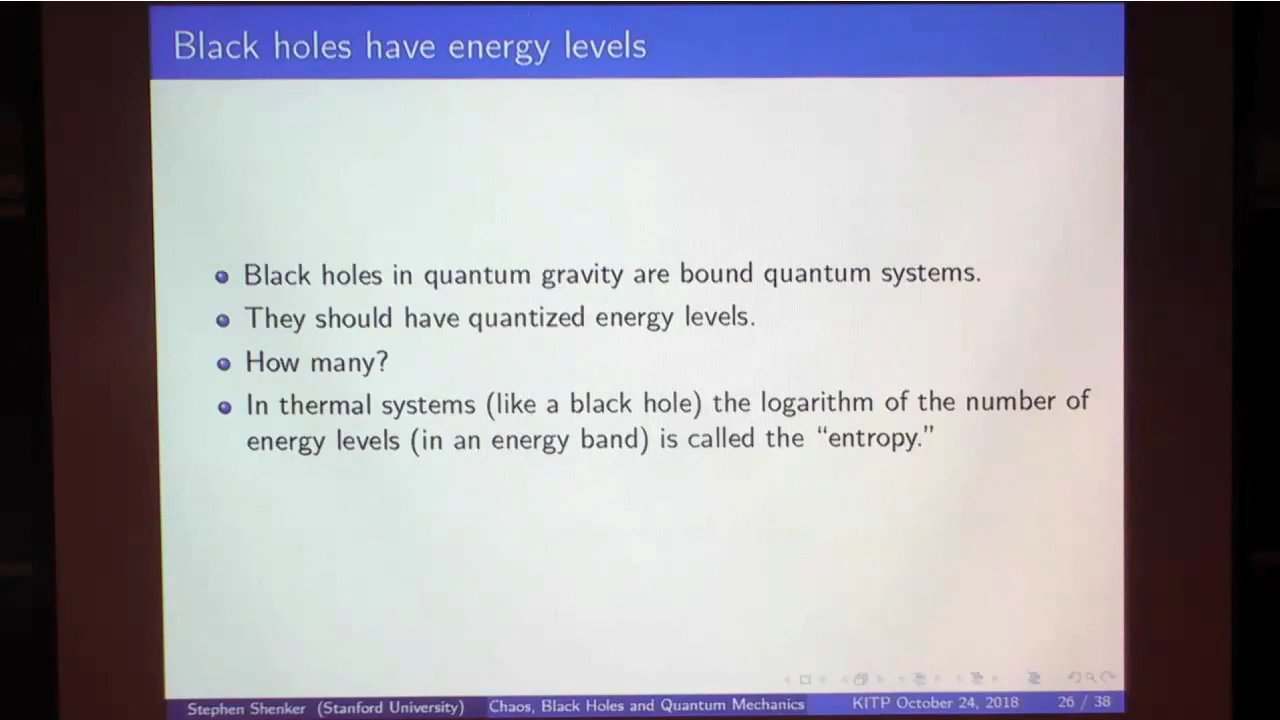 Black holes have energy levels
Black holes in quantum gravity are bound quantum systems.
They should have quantized energy levels.
How many?
In thermal systems (like a black hole) the logarithm of the number of
energy levels (in an energy band) is called the “entropy.”
Stephen Shenker (Stanford University) Chaos, Black Holes and Quantum Mechanics KITP October 24, 2018 26 / 38